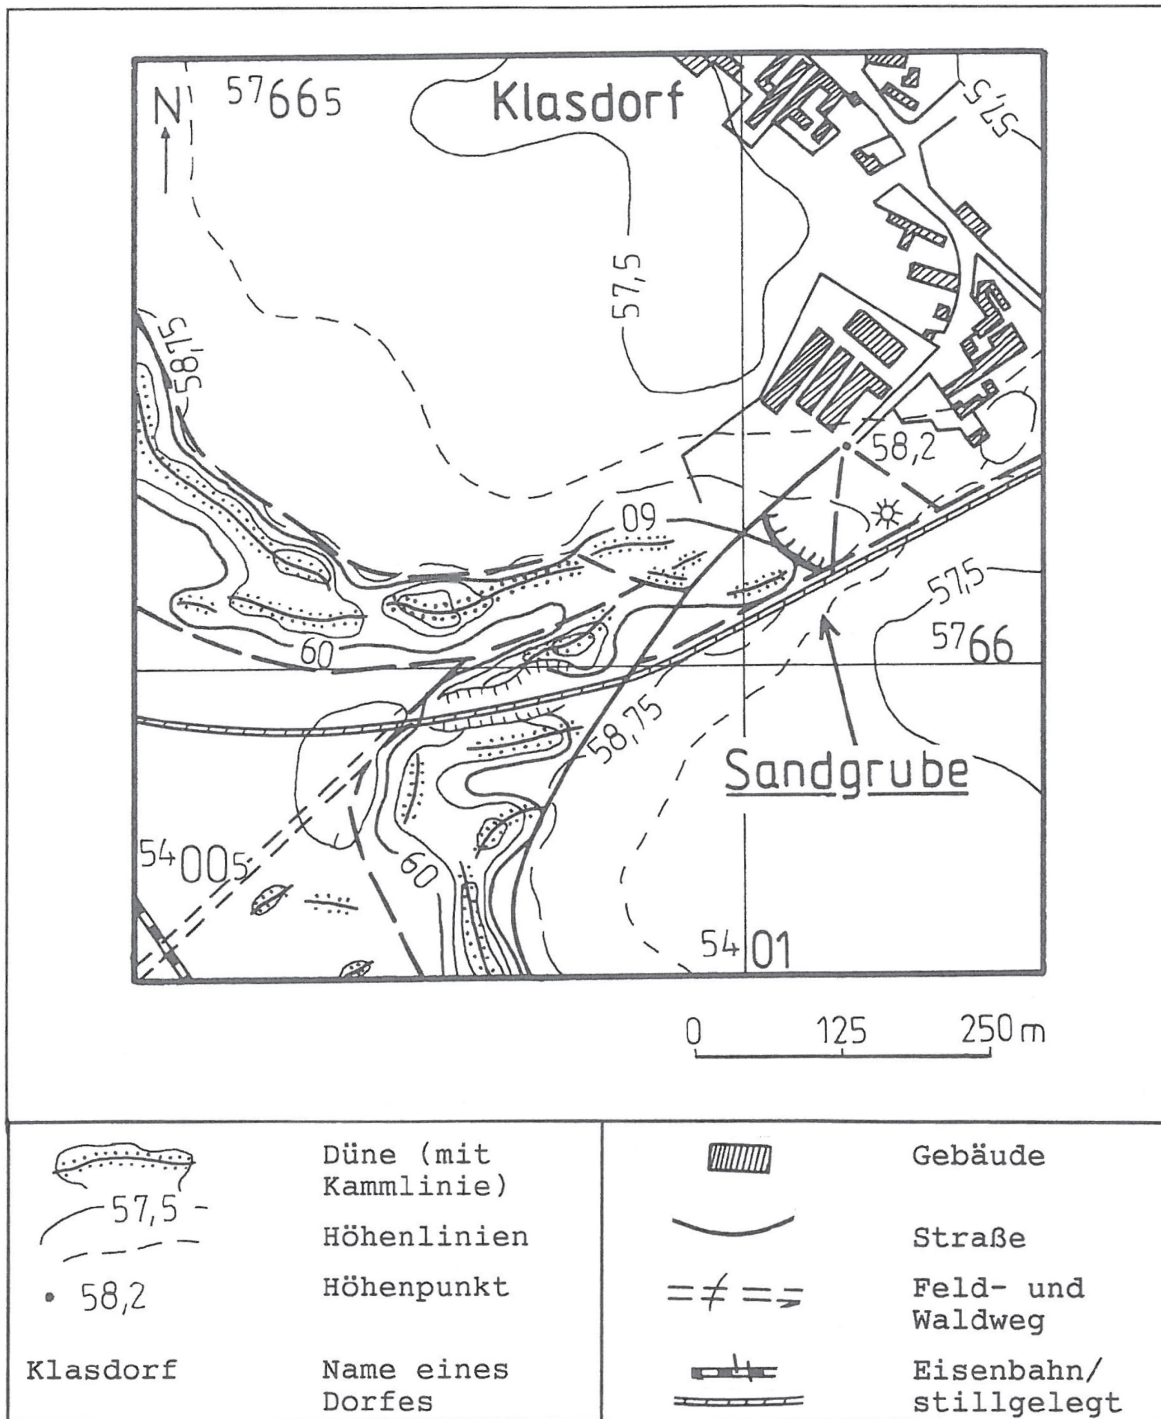 N
57665
Klasdorf
57,5
57,5
58,75
58,2
60
57,5
5766
60
58,75
Sandgrube
54005
60
5401
0 125 250 m
Düne (mit
Kammlinie)
57,5
Höhenlinien
58,2
Höhenpunkt
Klasdorf
Name eines
Dorfes
Gebäude
Straße
Feld- und
Waldweg
Eisenbahn/
stillgelegt